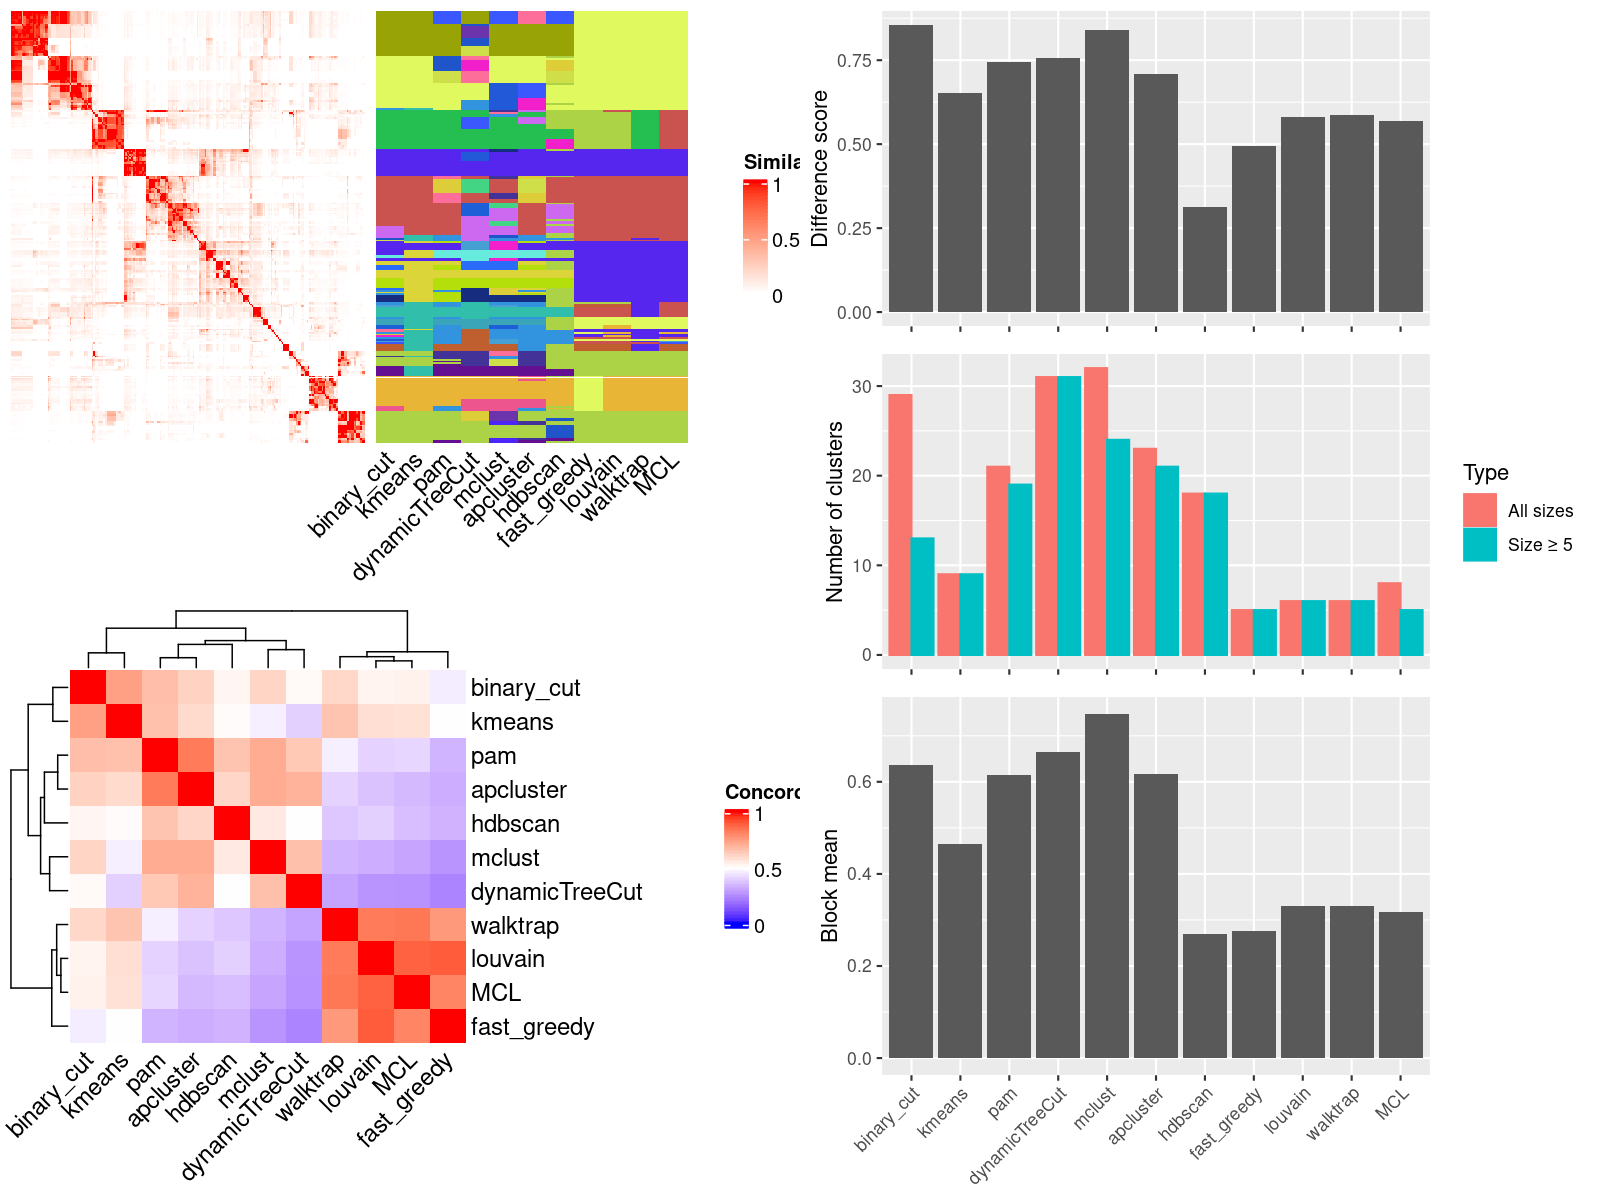 Simila
1
0.5
0
binary_cut
kmeans
pam
dynamicTreeCut
mclust
apcluster
hdbscan
fast_greedy
louvain
walktrap
MCL
Difference score
0.75
0.50
0.25
0.00
Number of clusters
30
20
10
0
Type
All sizes
Size ≥ 5
binary_cut
kmeans
pam
apcluster
hdbscan
mclust
dynamicTreeCut
walktrap
louvain
MCL
fast_greedy
binary_cut
kmeans
pam
apcluster
hdbscan
mclust
dynamicTreeCut
walktrap
louvain
MCL
fast_greedy
Concord
1
0.5
0
Block mean
0.6
0.4
0.2
0.0
binary_cut
kmeans
pam
dynamicTreeCut
mclust
apcluster
hdbscan
fast_greedy
louvain
walktrap
MCL